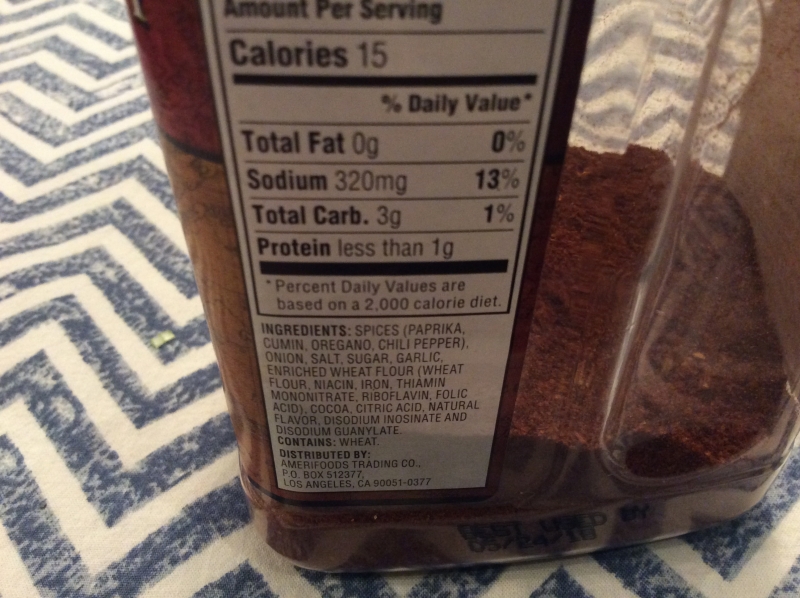 Amount Per Serving
Calories 15
% Daily Value*
Total Fat 0g 0%
Sodium 320mg 13%
Total Carb. 3g 1%
Protein less than 1g
*Percent Daily Values are
based on a 2,000 calorie diet.
INGREDIENTS: SPICES (PAPRIKA,
CUMIN, OREGANO, CHILI PEPPER),
ONION, SALT, SUGAR, GARLIC,
ENRICHED WHEAT FLOUR (WHEAT
FLOUR, NIACIN, IRON, THIAMIN
MONONITRATE, RIBOFLAVIN, FOLIC
ACID), COCOA, CITRIC ACID, NATURAL
FLAVOR, DISODIUM INOSINATE AND
DISODIUM GUANYLATE.
CONTAINS: WHEAT.
DISTRIBUTED BY:
AMERIFOODS TRADING CO.,
P.O. BOX 512377,
LOS ANGELES, CA 90051-0377
BEST USED BY